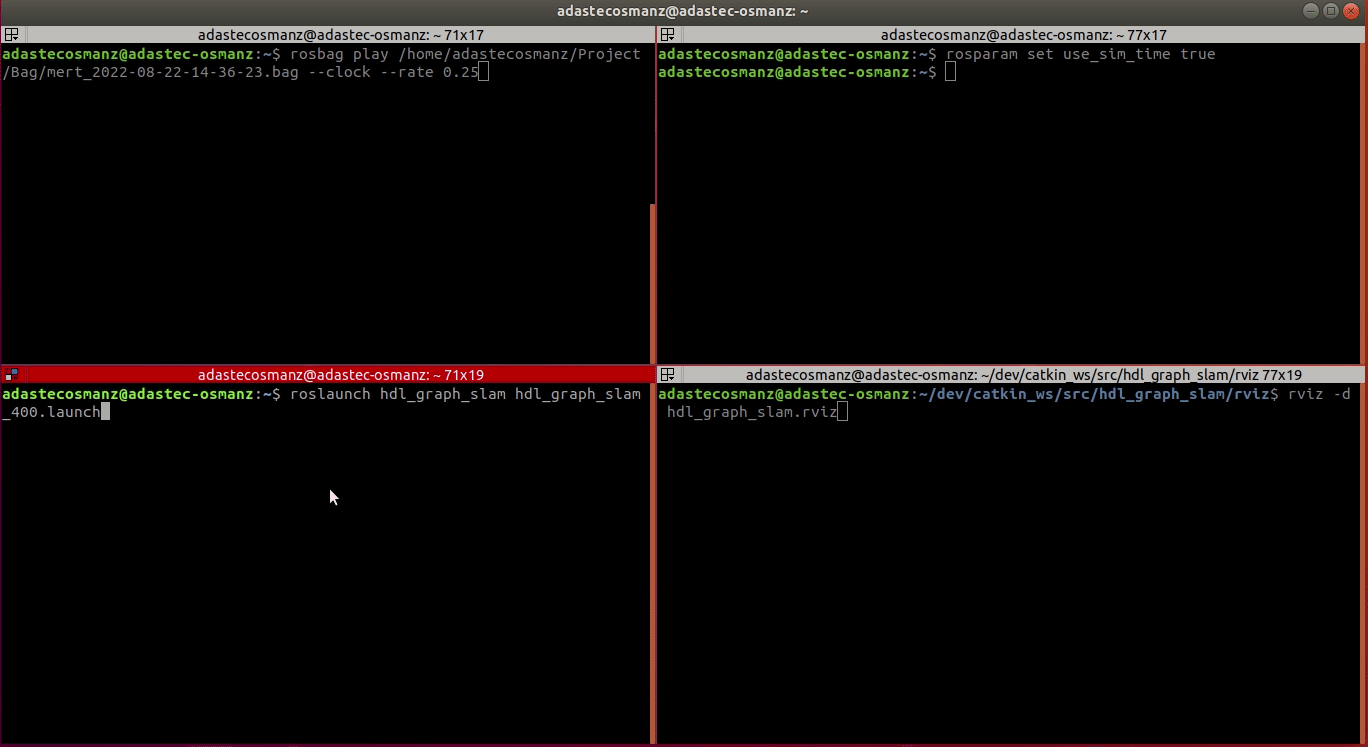 adastecosmanz@adastec-osmanz: ~
adastecosmanz@adastec-osmanz: ~ 71x17
adastecosmanz@adastec-osmanz:~$ rosbag play /home/adastecosmanz/Project
/Bag/mert_2022-08-22-14-36-23.bag --clock --rate 0.25
adastecosmanz@adastec-osmanz: ~ 77x17
adastecosmanz@adastec-osmanz:~$ rosparam set use_sim_time true
adastecosmanz@adastec-osmanz:~$
adastecosmanz@adastec-osmanz: ~ 71x19
adastecosmanz@adastec-osmanz:~$ roslaunch hdl_graph_slam hdl_graph_slam
_400.launch
adastecosmanz@adastec-osmanz: ~/dev/catkin_ws/src/hdl_graph_slam/rviz 77x19
adastecosmanz@adastec-osmanz:~/dev/catkin_ws/src/hdl_graph_slam/rviz$ rviz -d
hdl_graph_slam.rviz